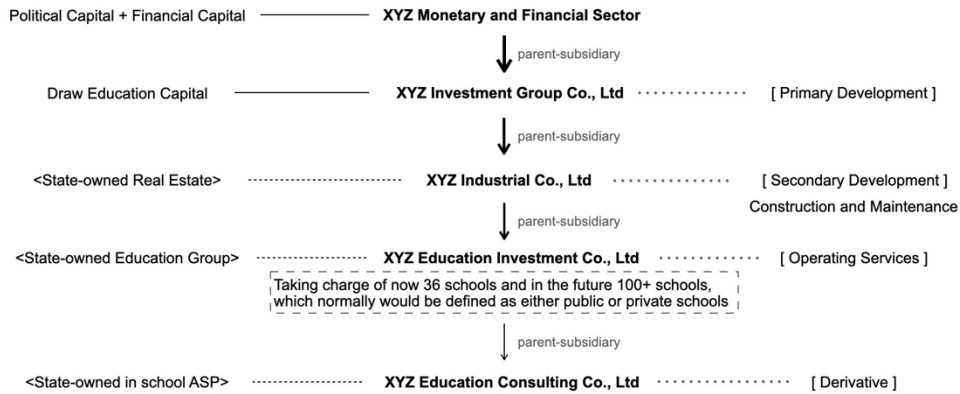 Political Capital + Financial Capital XYZ Monetary and Financial Sector
parent-subsidiary
Draw Education Capital XYZ Investment Group Co., Ltd [ Primary Development ]
parent-subsidiary
<State-owned Real Estate> XYZ Industrial Co., Ltd [ Secondary Development ]
Construction and Maintenance
parent-subsidiary
<State-owned Education Group> XYZ Education Investment Co., Ltd [ Operating Services ]
Taking charge of now 36 schools and in the future 100+ schools,
which normally would be defined as either public or private schools
parent-subsidiary
<State-owned in school ASP> XYZ Education Consulting Co., Ltd [ Derivative ]